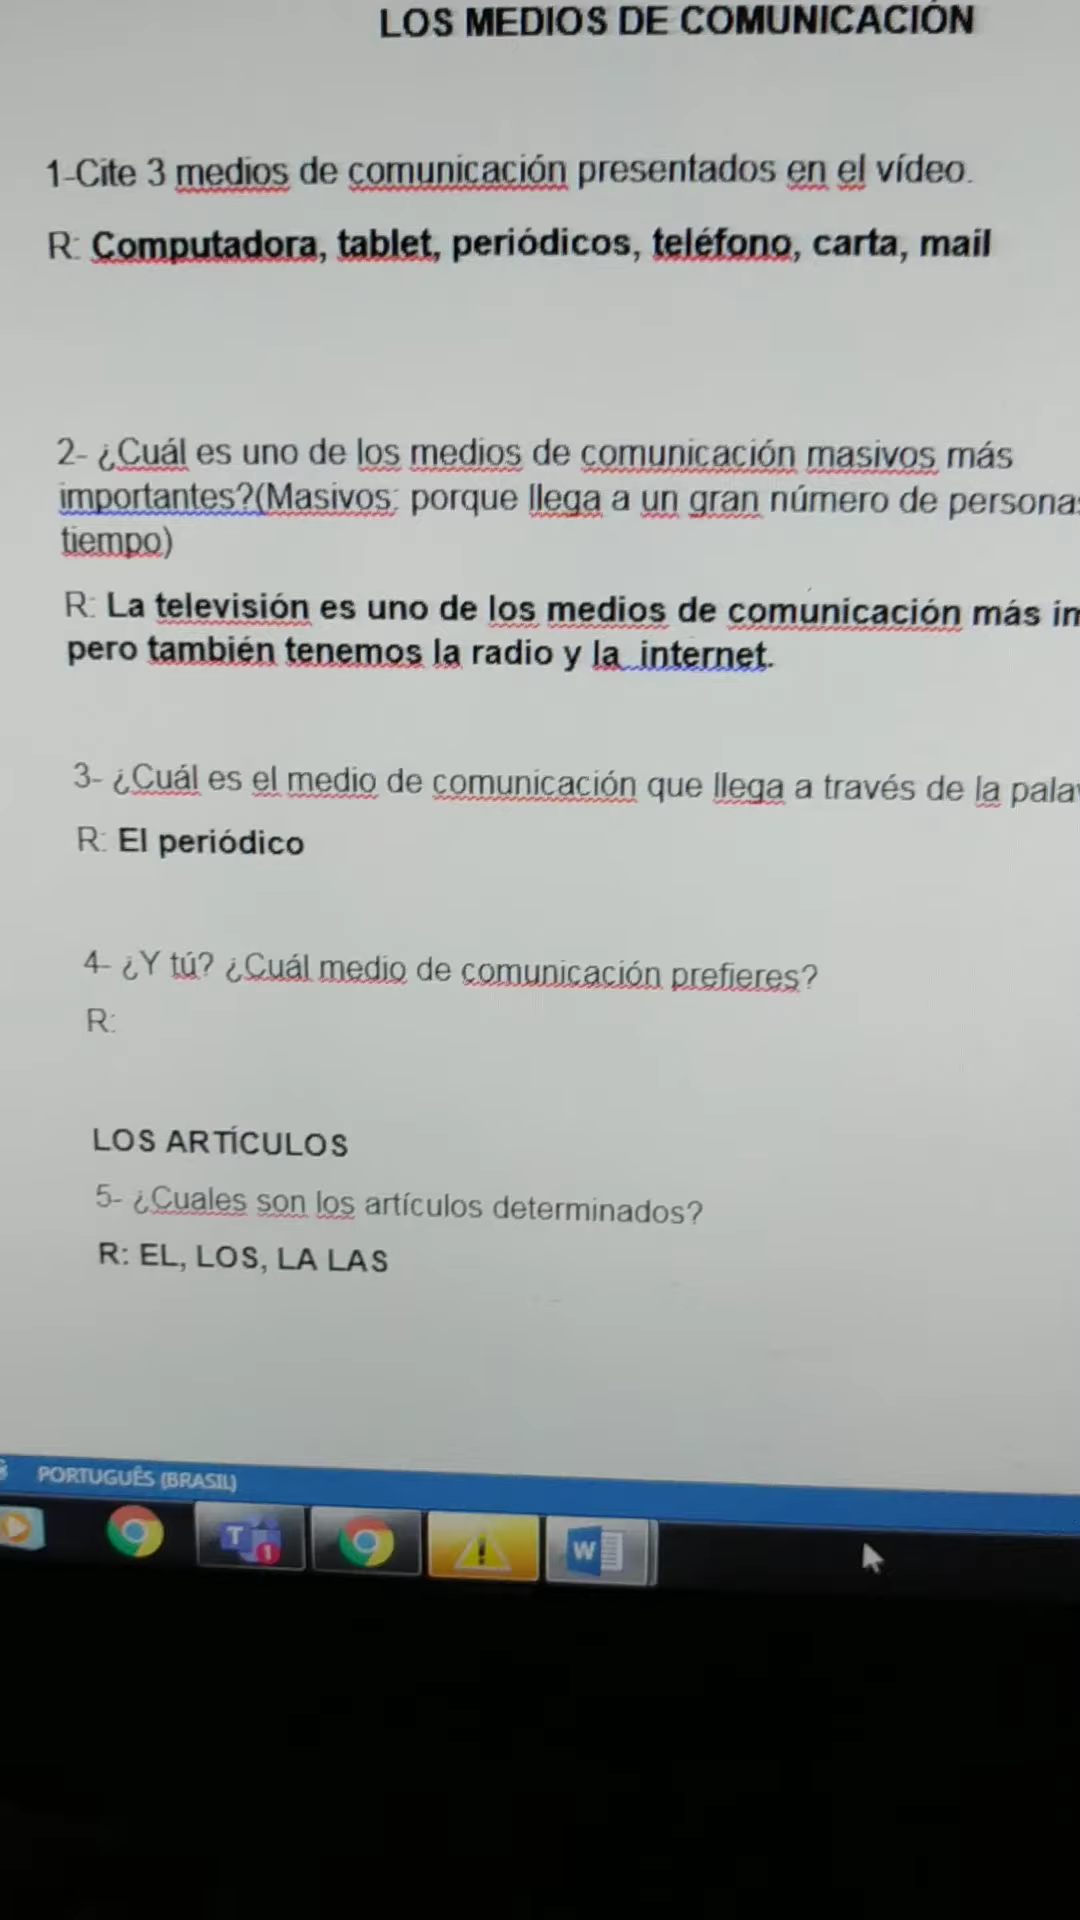 LOS MEDIOS DE COMUNICACIÓN
1-Cite 3 medios de comunicación presentados en el vídeo.
R: Computadora, tablet, periódicos, teléfono, carta, mail
2- ¿Cuál es uno de los medios de comunicación masivos más
importantes?(Masivos: porque llega a un gran número de
tiempo)
R: La televisión es uno de los medios de comunicación más
pero también tenemos la radio y la internet.
3- ¿Cuál es el medio de comunicación que llega a través de la
R: El periódico
4- ¿Y tú? ¿Cuál medio de comunicación prefieres?
R:
LOS ARTÍCULOS
5- ¿Cuales son los artículos determinados?
R: EL, LOS, LA LAS
PORTUGUÊS (BRASIL)
T 1
W